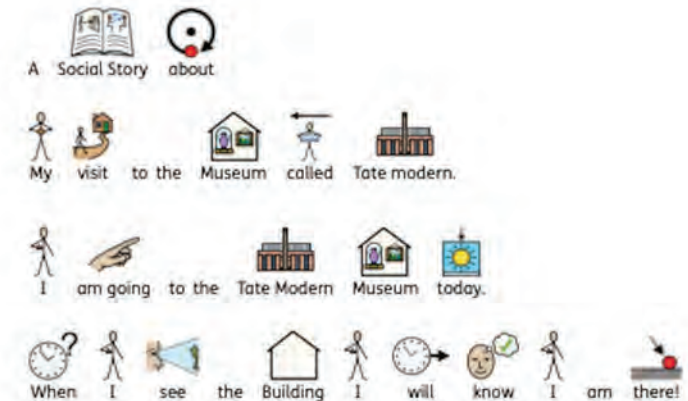 A Social Story about
My visit to the Museum called Tate modern.
I am going to the Tate Modern Museum today.
When I see the Building I will know I am there!